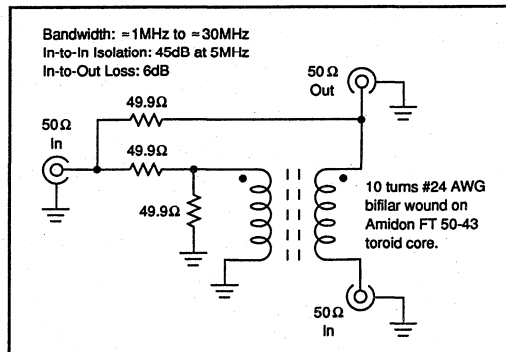 Bandwidth: ≈1MHz to ≈30MHz
In-to-In Isolation: 45dB at 5MHz
In-to-Out Loss: 6dB
50Ω
Out
49.9Ω
50Ω
In
49.9Ω
49.9Ω
10 turns #24 AWG
bifilar wound on
Amidon FT 50-43
toroid core.
50Ω
In